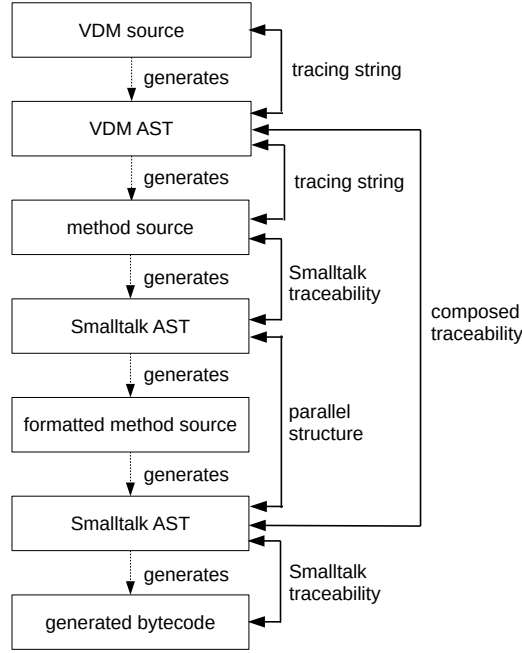 VDM source
generates
tracing string
VDM AST
generates
tracing string
method source
generates
Smalltalk
traceability
Smalltalk AST
composed
traceability
generates
parallel
structure
formatted method source
generates
Smalltalk AST
generates
Smalltalk
traceability
generated bytecode